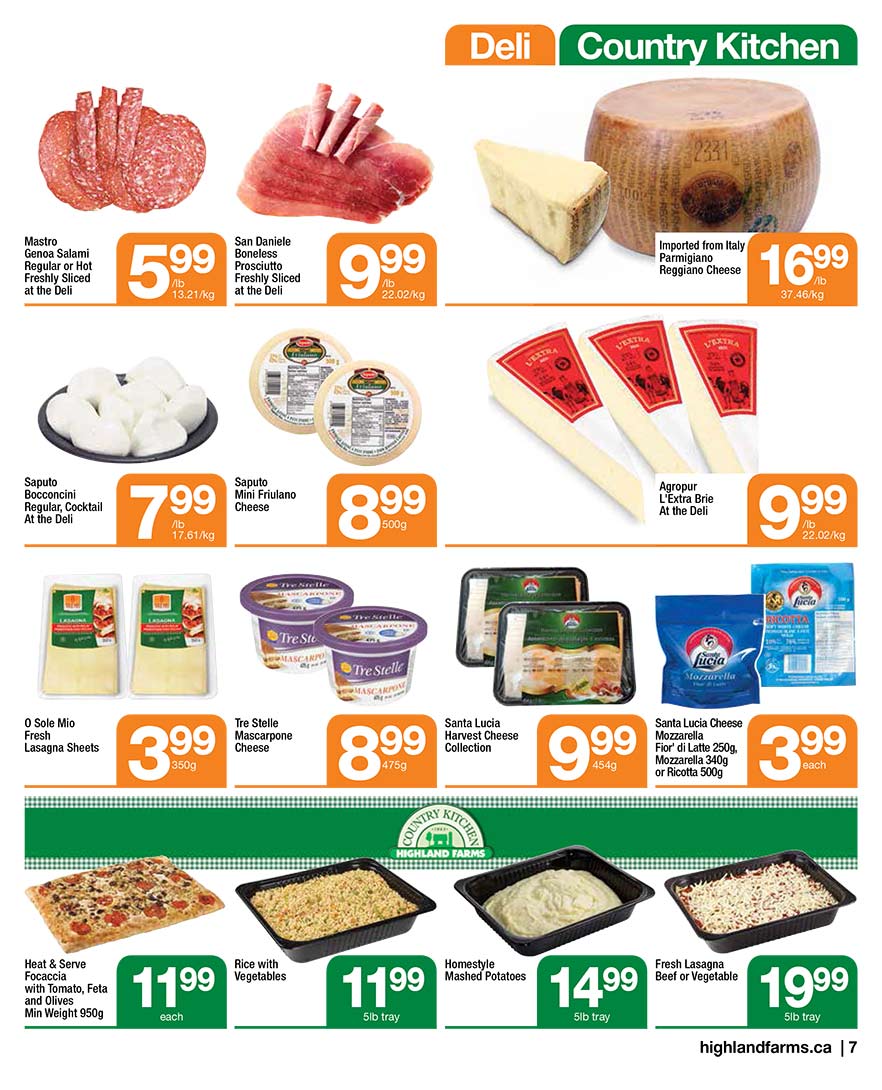 Deli
Country Kitchen
2331
Imported from Italy
Parmigiano
Reggiano Cheese
16.99
/lb
37.46/kg
Mastro
Genoa Salami
Regular or Hot
Freshly Sliced
at the Deli
5.99
/lb
13.21/kg
San Daniele
Boneless
Prosciutto
Freshly Sliced
at the Deli
9.99
/lb
22.02/kg
Saputo
Bocconcini
Regular, Cocktail
At the Deli
7.99
/lb
17.61/kg
Friulano
300 g
Saputo
Mini Friulano
Cheese
8.99
500g
L'EXTRA
L'EXTRA
L'EXTRA
Agropur
L'Extra Brie
At the Deli
9.99
/lb
22.02/kg
LASAGNA
LASAGNA
O Sole Mio
Fresh
Lasagna Sheets
3.99
350g
Tre Stelle
MASCARPONE
Tre Stelle
MASCARPONE
Tre Stelle
Mascarpone
Cheese
8.99
475g
Santa Lucia
Harvest Cheese
Collection
9.99
454g
Santa
Lucia
Mozzarella
Fior di Latte
Santa
Lucia
RICOTTA
Santa Lucia Cheese
Mozzarella
Fior' di Latte 250g,
Mozzarella 340g
or Ricotta 500g
3.99
each
COUNTRY KITCHEN
HIGHLAND FARMS
Heat & Serve
Focaccia
with Tomato, Feta
and Olives
Min Weight 950g
11.99
each
Rice with
Vegetables
11.99
5lb tray
Homestyle
Mashed Potatoes
14.99
5lb tray
Fresh Lasagna
Beef or Vegetable
19.99
5lb tray
highlandfarms.ca | 7